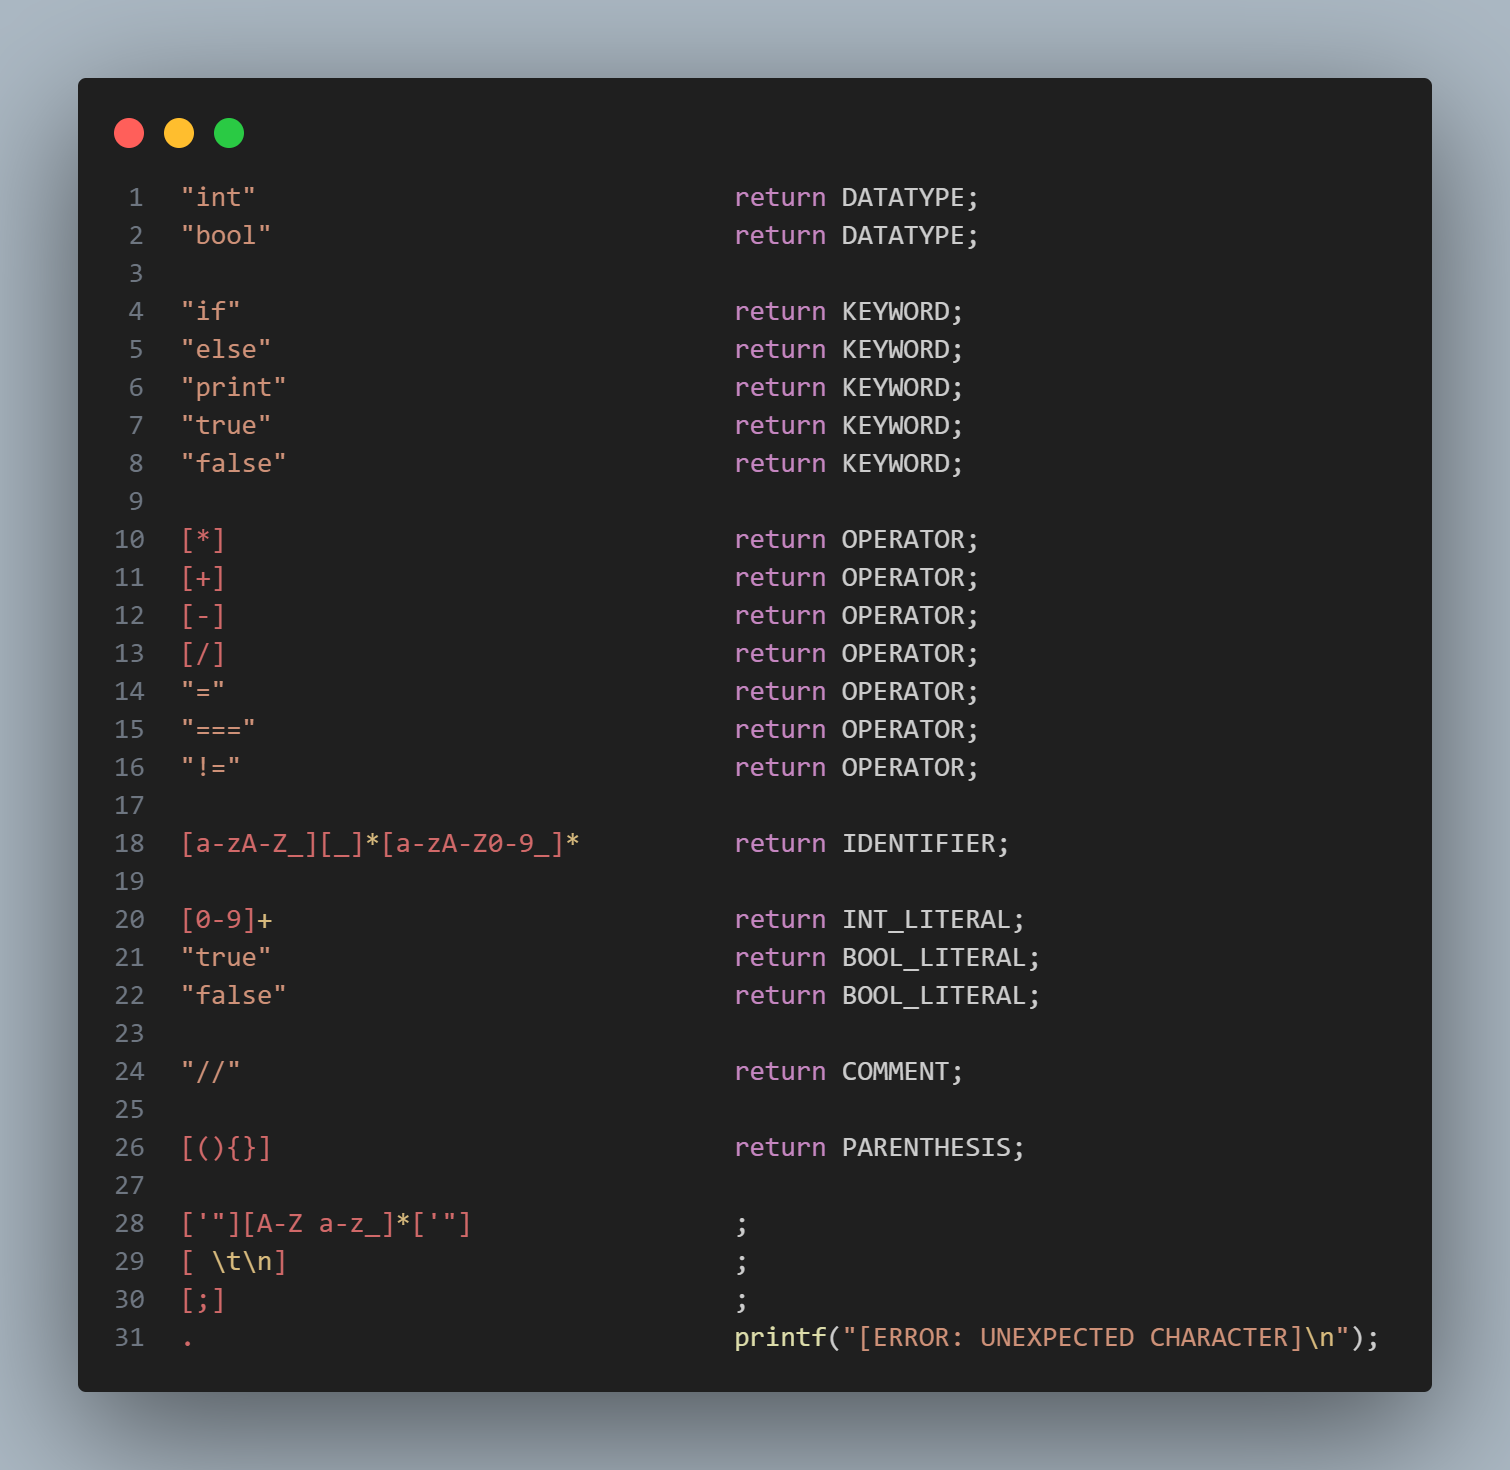 1 "int" return DATATYPE;
2 "bool" return DATATYPE;
3
4 "if" return KEYWORD;
5 "else" return KEYWORD;
6 "print" return KEYWORD;
7 "true" return KEYWORD;
8 "false" return KEYWORD;
9
10 [*] return OPERATOR;
11 [+] return OPERATOR;
12 [-] return OPERATOR;
13 [/] return OPERATOR;
14 "=" return OPERATOR;
15 "===" return OPERATOR;
16 "!=" return OPERATOR;
17
18 [a-zA-Z_][_]*[a-zA-Z0-9_]* return IDENTIFIER;
19
20 [0-9]+ return INT_LITERAL;
21 "true" return BOOL_LITERAL;
22 "false" return BOOL_LITERAL;
23
24 "//" return COMMENT;
25
26 [(){}] return PARENTHESIS;
27
28 ['"][A-Z a-z_]*['"] ;
29 [ \t\n] ;
30 [;] ;
31 . printf("[ERROR: UNEXPECTED CHARACTER]\n");